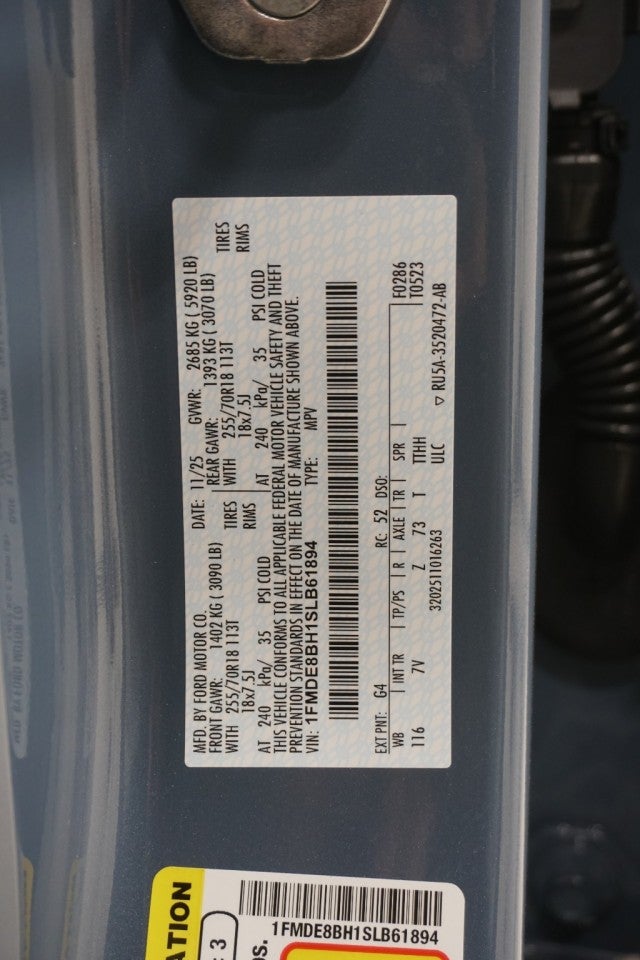 MFD. BY FORD MOTOR CO.
DATE: 11/25 GVWR: 2685 KG ( 5920 LB)
FRONT GAWR: 1402 KG ( 3090 LB)
REAR GAWR: 1393 KG ( 3070 LB)
WITH 255/70R18 113T TIRES
WITH 255/70R18 113T TIRES
18x7.5J RIMS
18x7.5J RIMS
AT 240 kPa/ 35 PSI COLD
AT 240 kPa/ 35 PSI COLD
THIS VEHICLE CONFORMS TO ALL APPLICABLE FEDERAL MOTOR VEHICLE SAFETY AND THEFT
PREVENTION STANDARDS IN EFFECT ON THE DATE OF MANUFACTURE SHOWN ABOVE.
VIN: 1FMDE8BH1SLB61894 TYPE: MPV
EXT PNT: G4 RC: 52 DSO: F0286
WB INT TR TP/PS R AXLE TR SPR T0523
116 7V Z 73 T TTHH
ULC
3202511016263 ▽ RU5A-3520472-AB
1FMDE8BH1SLB61894